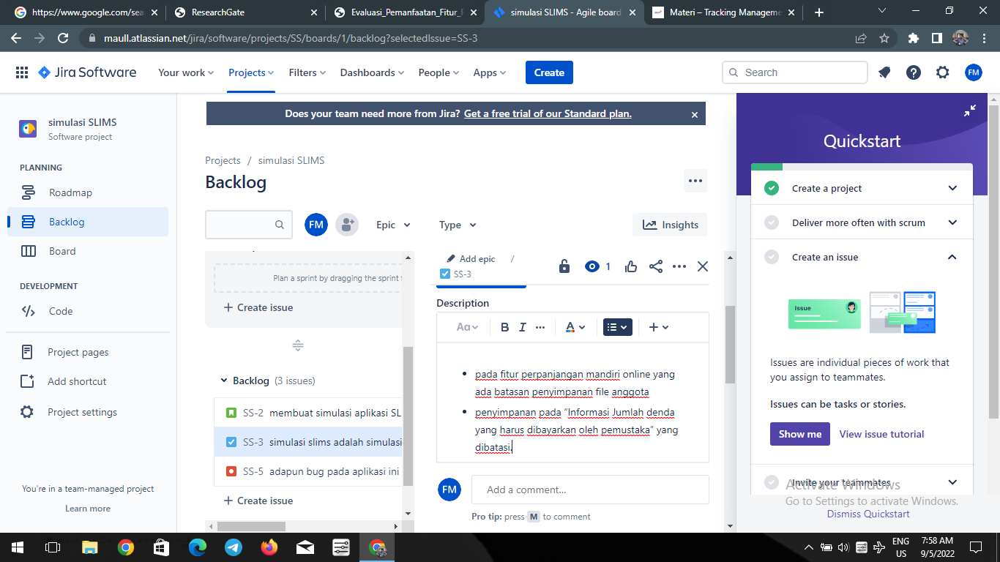 https://www.google.com/sea
ResearchGate
Evaluasi_Pemanfaatan_Fitur_P
simulasi SLIMS - Agile board
Materi – Tracking Manageme
maull.atlassian.net/jira/software/projects/SS/boards/1/backlog?selectedIssue=SS-3
Jira Software
Your work
Projects
Filters
Dashboards
People
Apps
Create
Search
FM
simulasi SLIMS
Software project
PLANNING
Roadmap
Backlog
Board
DEVELOPMENT
Code
Project pages
Add shortcut
Project settings
You're in a team-managed project
Learn more
Does your team need more from Jira? Get a free trial of our Standard plan.
Projects / simulasi SLIMS
Backlog
FM
Epic
Type
Insights
Plan a sprint by dragging the sprint f
+ Create issue
Backlog (3 issues)
SS-2 membuat simulasi aplikasi SL
SS-3 simulasi slims adalah simulasi
SS-5 adapun bug pada aplikasi ini
+ Create issue
Add epic /
SS-3
1
Description
Aa
B I ... A
• pada fitur perpanjangan mandiri online yang
ada batasan penyimpanan file anggota
• penyimpanan pada “Informasi Jumlah denda
yang harus dibayarkan oleh pemustaka” yang
dibatasi.
FM
Add a comment...
Pro tip: press M to comment
Quickstart
Create a project
Deliver more often with scrum
Create an issue
Issue
Issues are individual pieces of work that
you assign to teammates.
Issues can be tasks or stories.
Show me
View issue tutorial
Invite your teammates
Activate Windows
Go to Settings to activate Windows.
Dismiss Quickstart
ENG
US
7:58 AM
9/5/2022